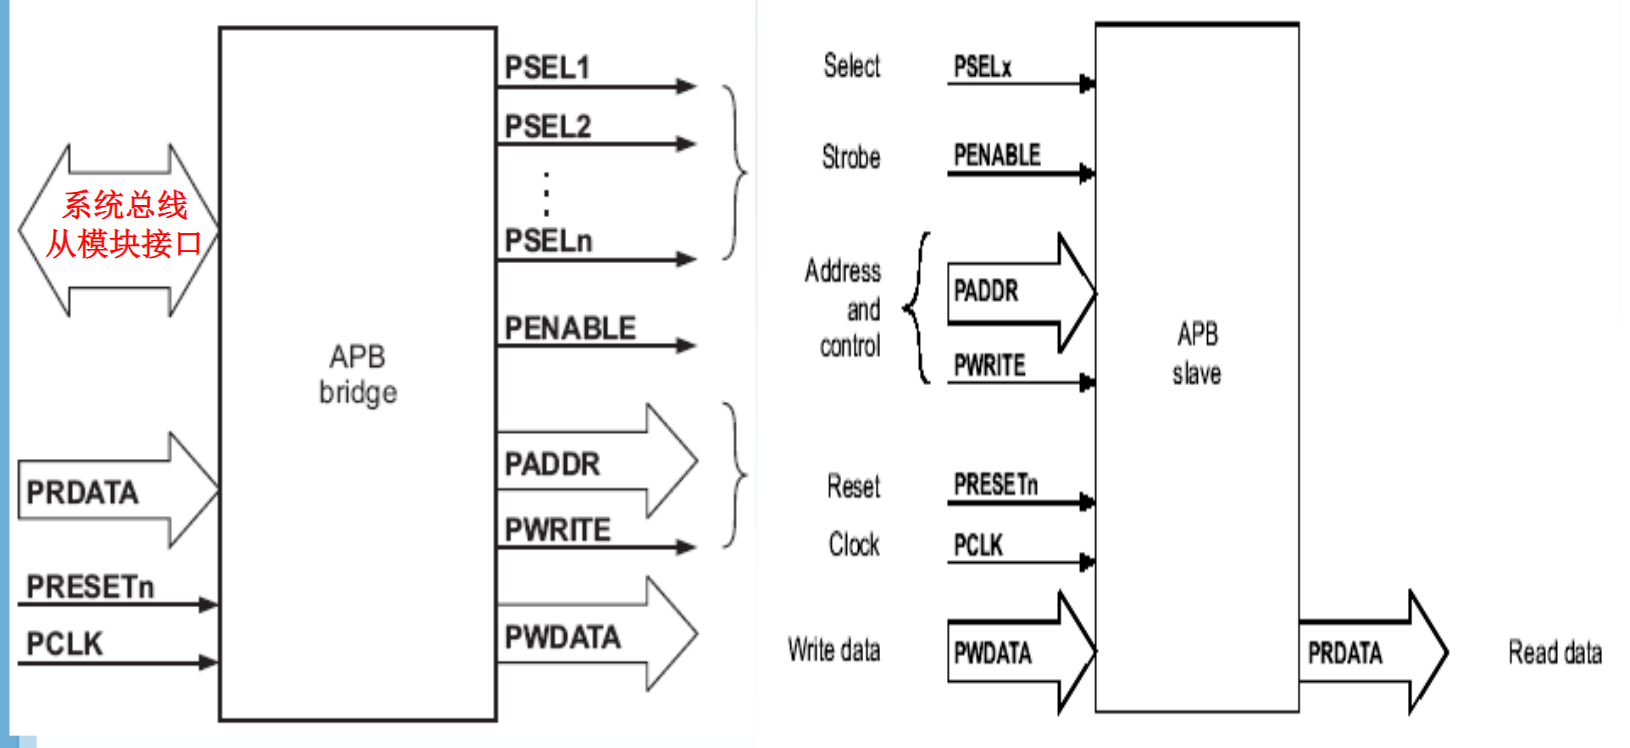 PSEL1
PSEL2
PSELn
系统总线
从模块接口
PENABLE
APB
bridge
PADDR
PRDATA
PWRITE
PRESETn
PCLK
PWDATA
Select
PSELx
Strobe
PENABLE
Address
and
control
PADDR
PWRITE
APB
slave
Reset
PRESETn
Clock
PCLK
Write data
PWDATA
PRDATA
Read data